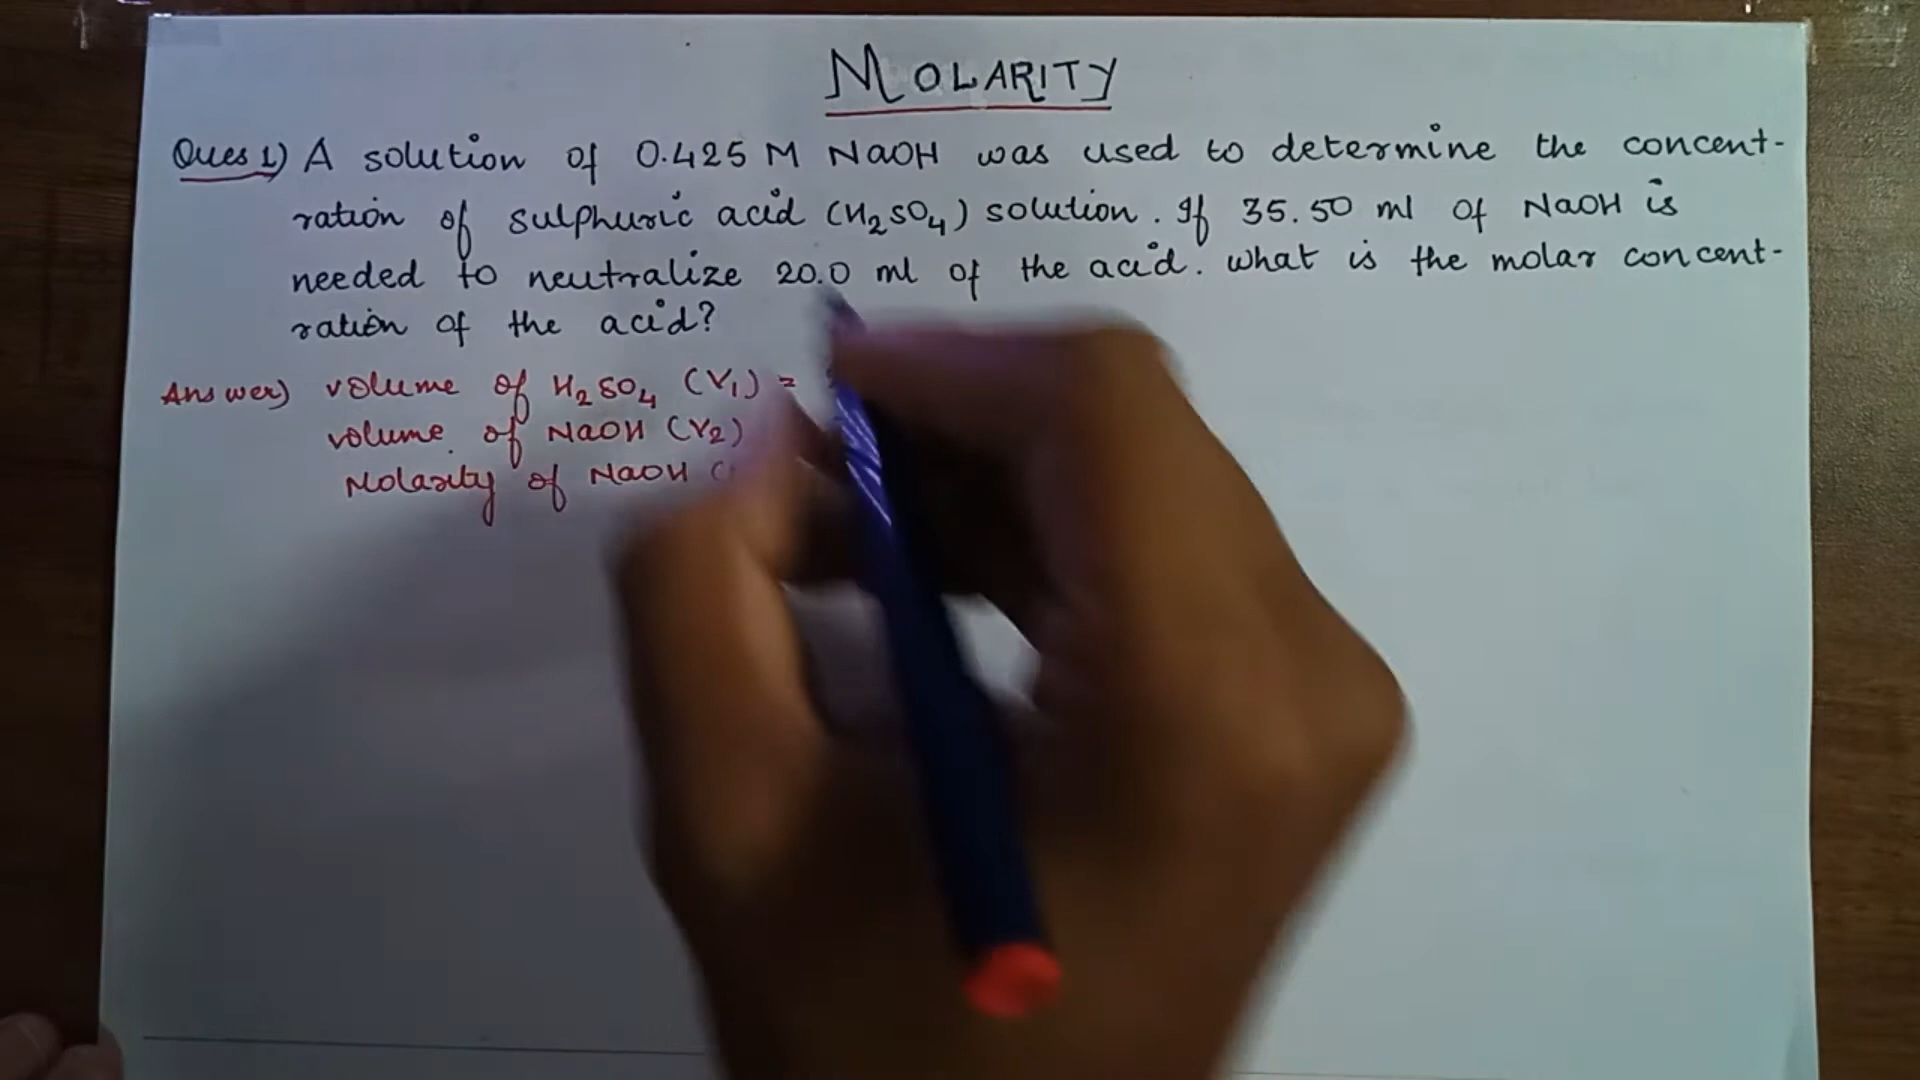 MOLARITY
Ques 1) A solution of 0.425 M NaOH was used to determine the concent-
ration of sulphuric acid (H₂SO₄) solution. If 35.50 ml of NaOH is
needed to neutralize 20.0 ml of the acid. What is the molar concent-
ration of the acid?
Answer) volume of H₂SO₄ (V₁) =
volume of NaOH (V₂)
Molarity of NaOH (